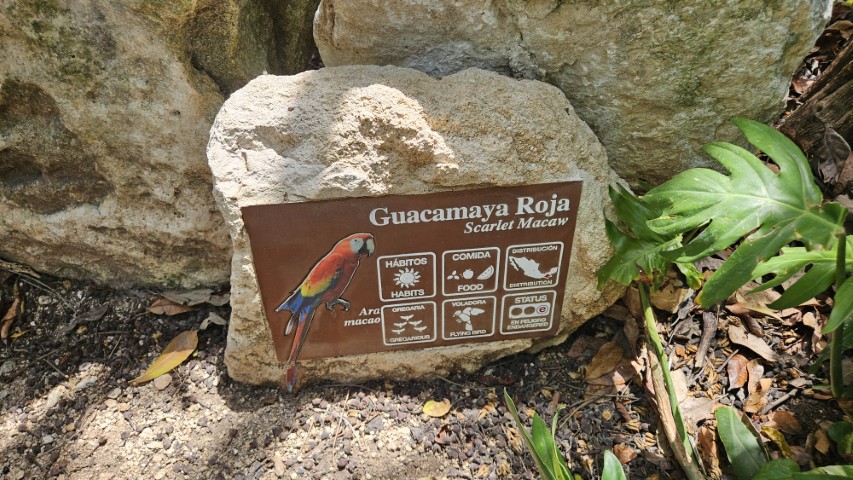 Guacamaya Roja
Scarlet Macaw
Ara
macao
HÁBITOS
HABITS
COMIDA
FOOD
DISTRIBUCIÓN
DISTRIBUTION
GREGARIA
GREGARIOUS
VOLADORA
FLYING BIRD
STATUS
EN PELIGRO
ENDANGERED